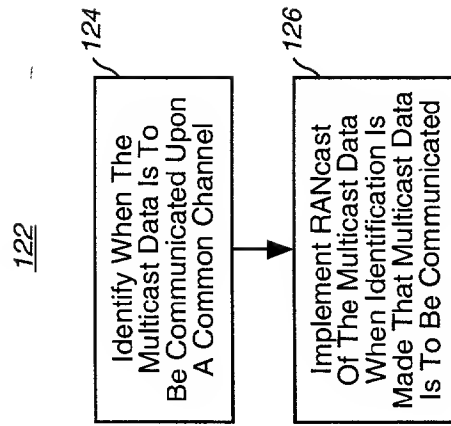 122
124
Identify When The
Multicast Data Is To
Be Communicated Upon
A Common Channel
126
Implement RANcast
Of The Multicast Data
When Identification Is
Made That Multicast Data
Is To Be Communicated